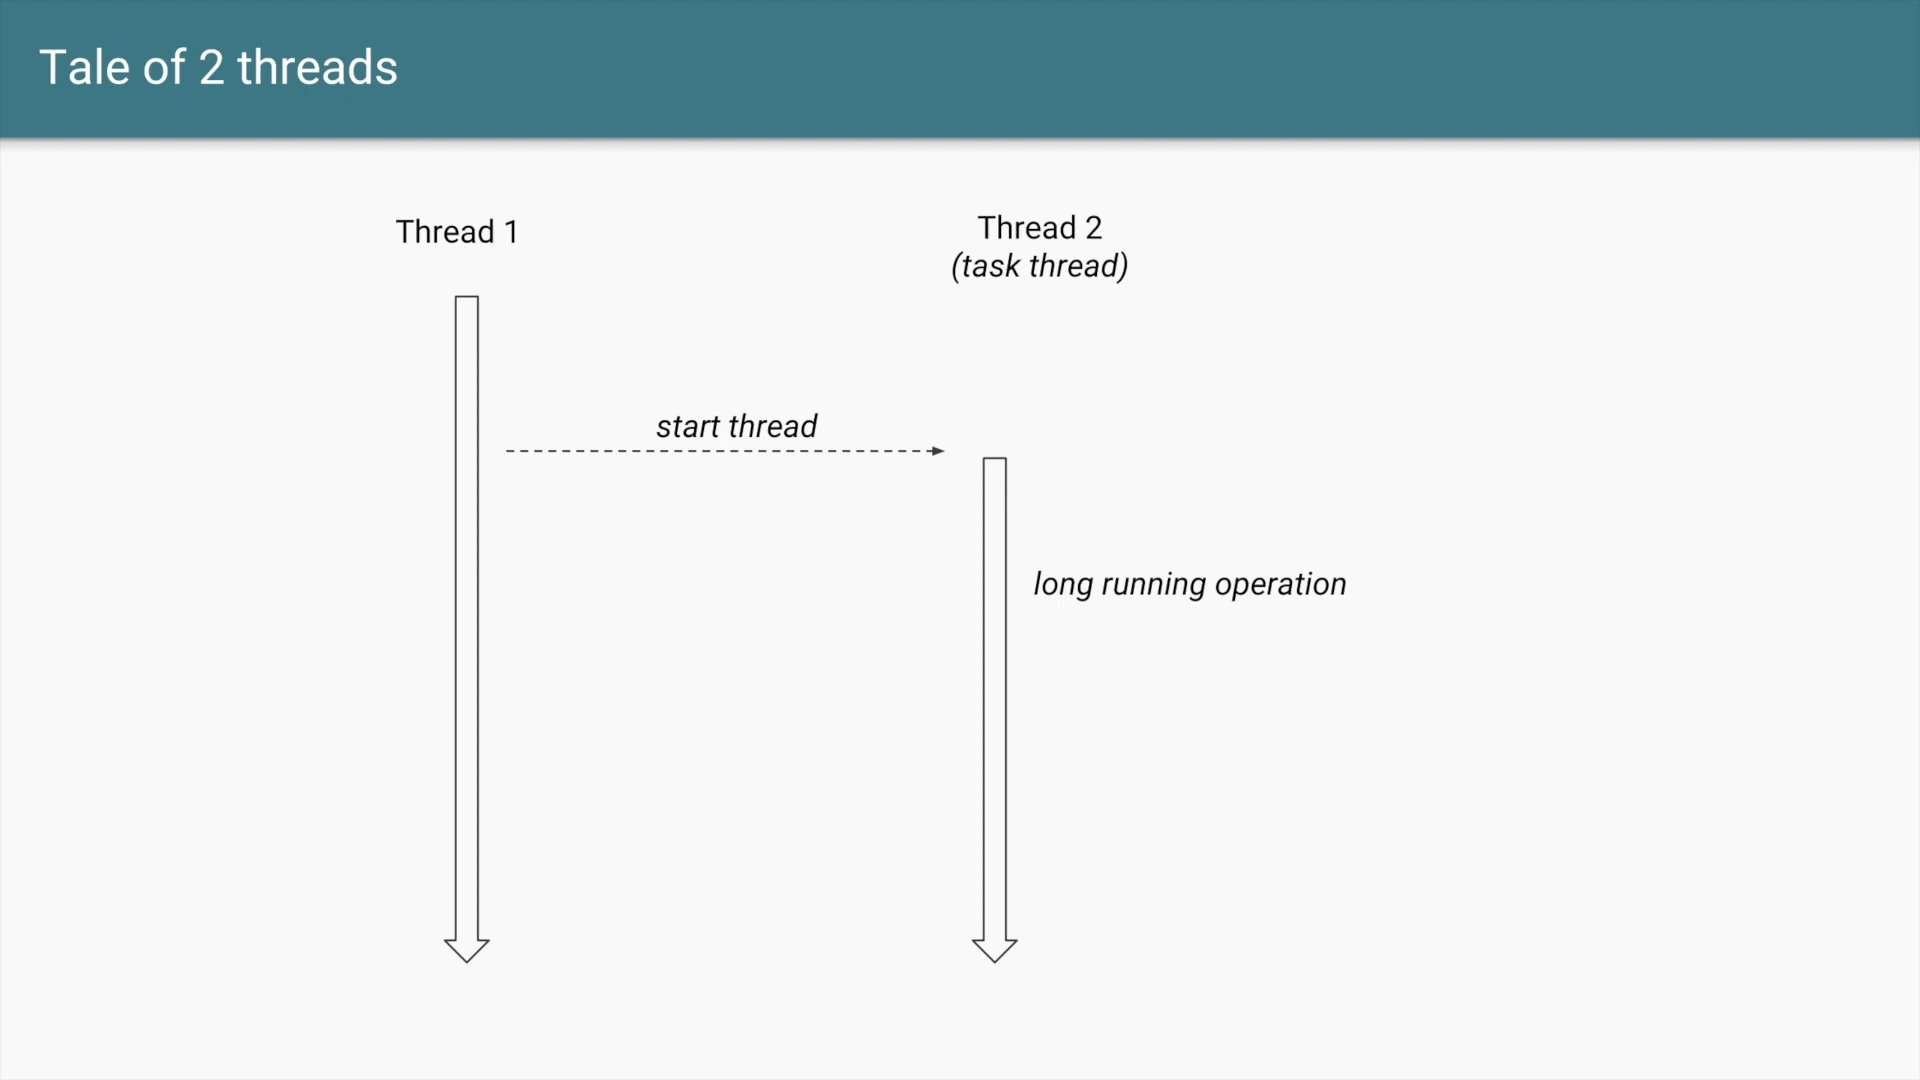 Tale of 2 threads
Thread 1
Thread 2
(task thread)
start thread
long running operation